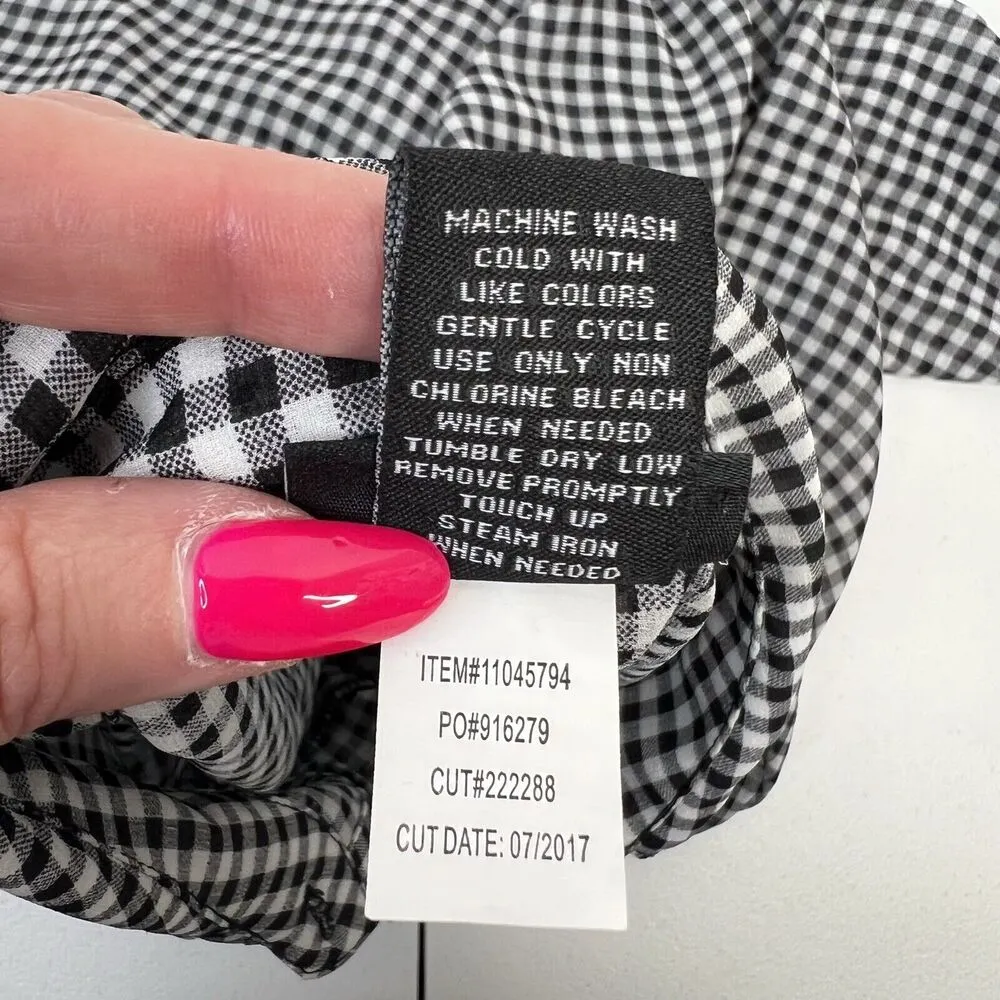 MACHINE WASH
COLD WITH
LIKE COLORS
GENTLE CYCLE
USE ONLY NON
CHLORINE BLEACH
WHEN NEEDED
TUMBLE DRY LOW
REMOVE PROMPTLY
TOUCH UP
STEAM IRON
WHEN NEEDED
ITEM#11045794
PO#916279
CUT#222288
CUT DATE: 07/2017